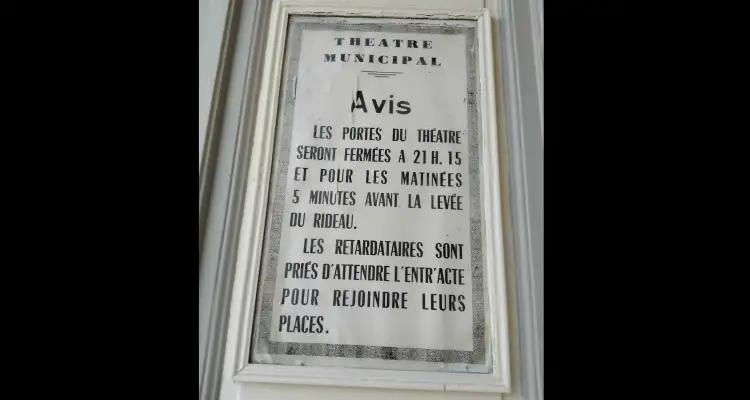 THEATRE
MUNICIPAL
Avis
LES PORTES DU THÉATRE
SERONT FERMÉES A 21 H. 15
ET POUR LES MATINÉES
5 MINUTES AVANT LA LEVÉE
DU RIDEAU.
LES RETARDATAIRES SONT
PRIÉS D'ATTENDRE L'ENTR'ACTE
POUR REJOINDRE LEURS
PLACES.